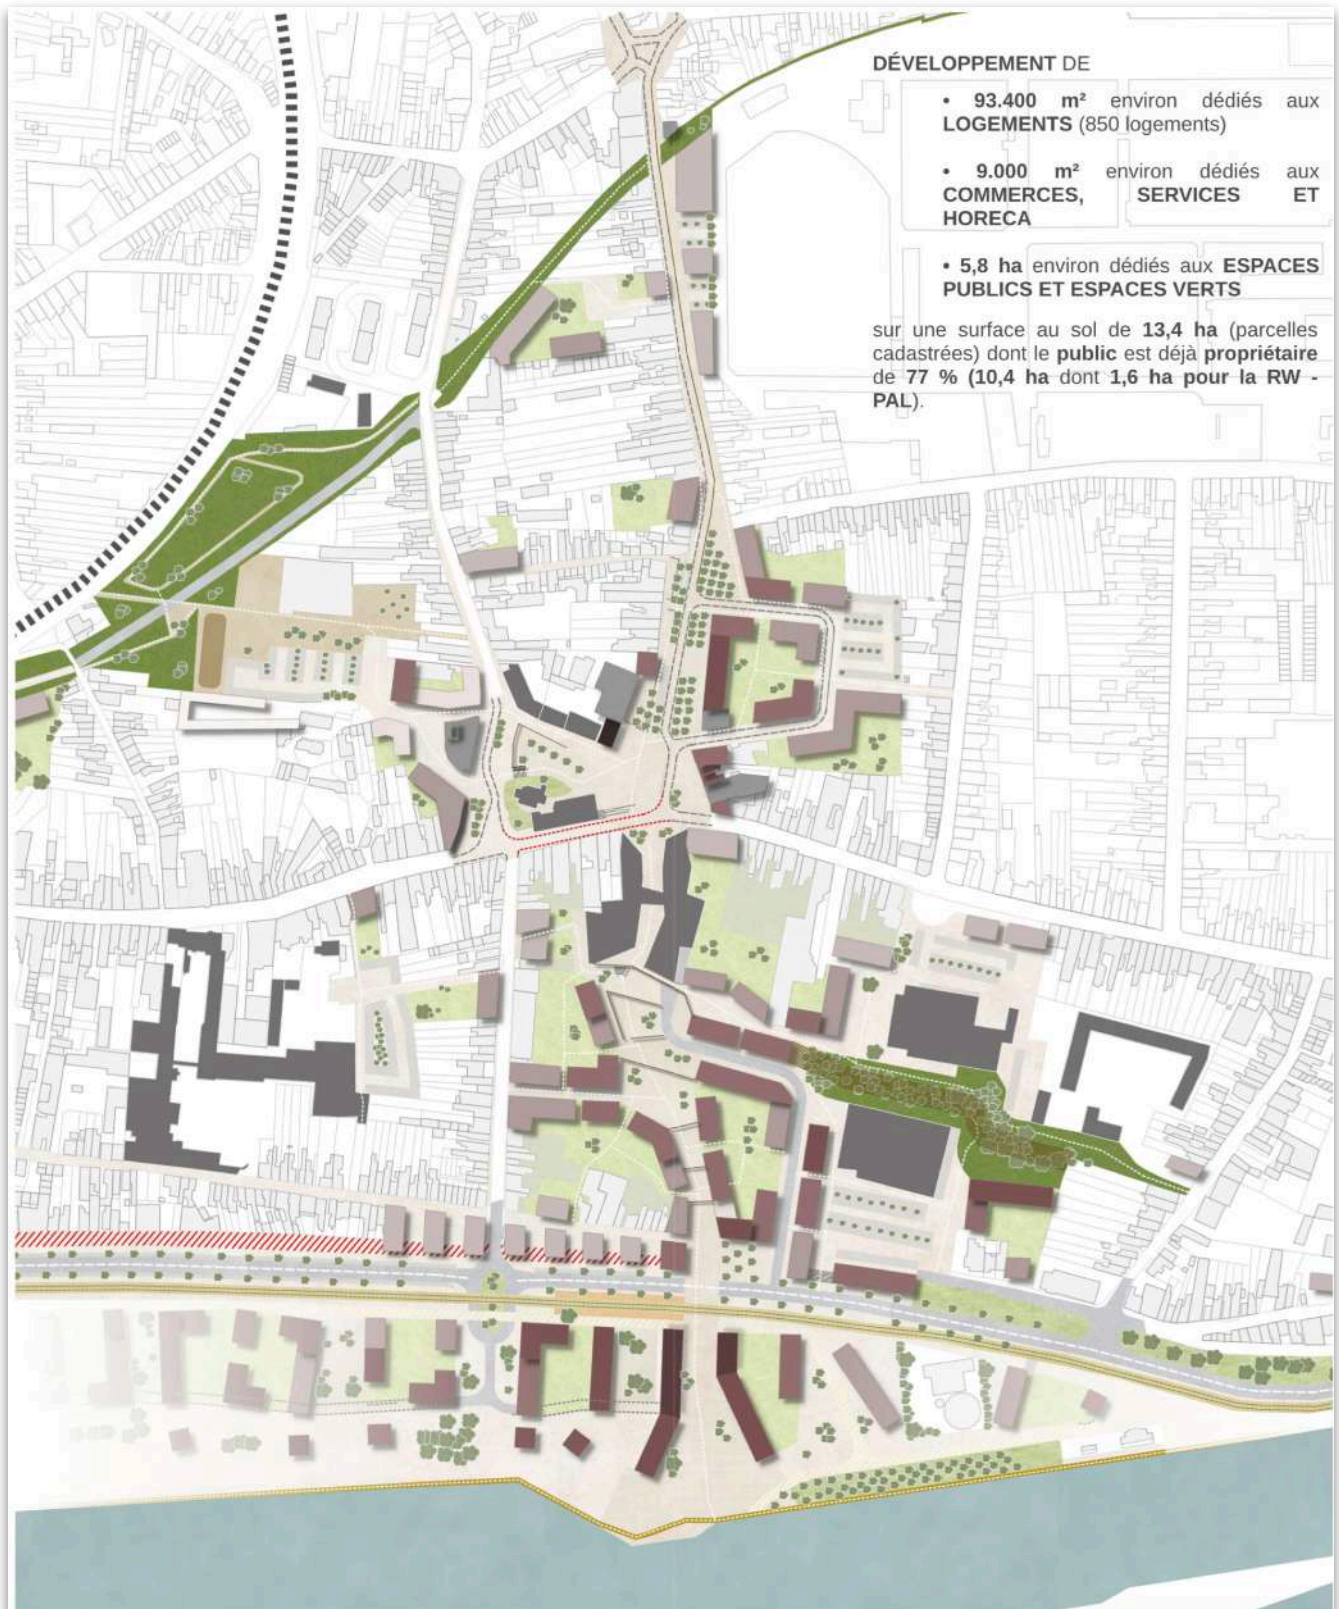 DÉVELOPPEMENT DE
• 93.400 m² environ dédiés aux
LOGEMENTS (850 logements)
• 9.000 m² environ dédiés aux
COMMERCES, SERVICES ET
HORECA
• 5,8 ha environ dédiés aux ESPACES
PUBLICS ET ESPACES VERTS
sur une surface au sol de 13,4 ha (parcelles
cadastrées) dont le public est déjà propriétaire
de 77 % (10,4 ha dont 1,6 ha pour la RW -
PAL).